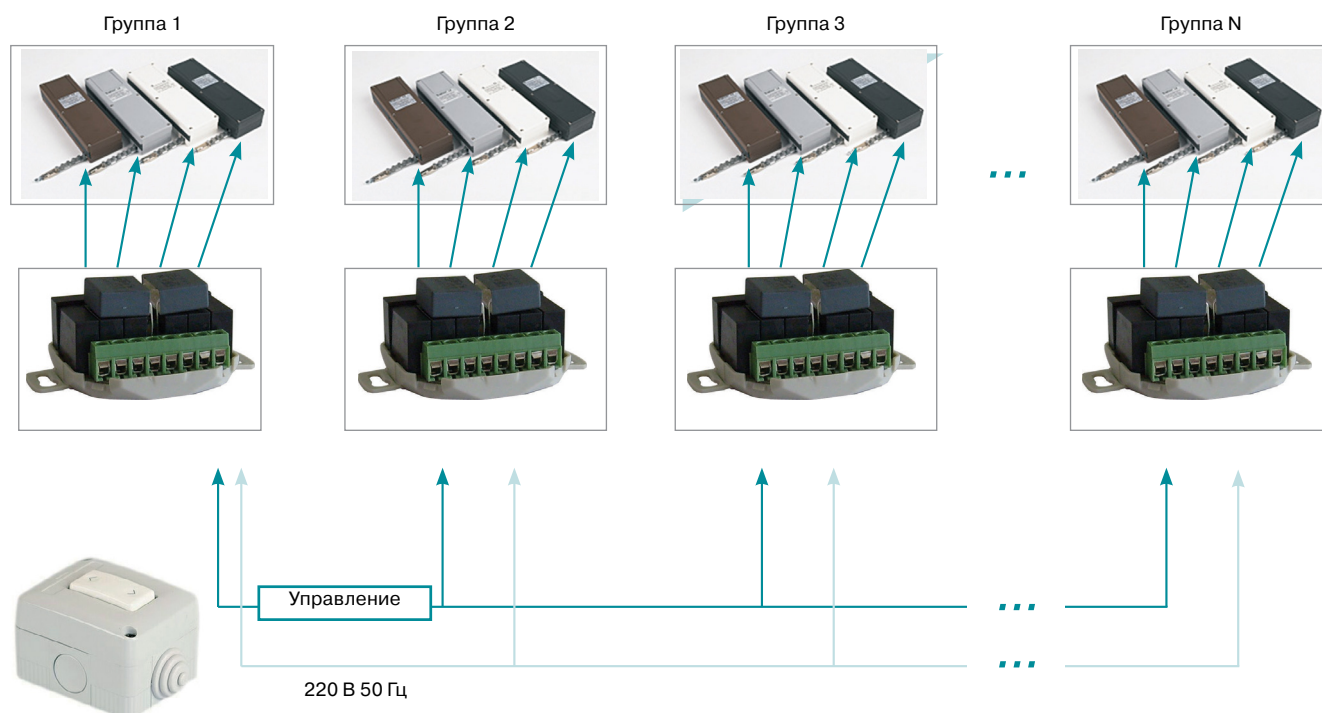 Группа 1
Группа 2
Группа 3
Группа N
...
Управление
...
...
220 В 50 Гц